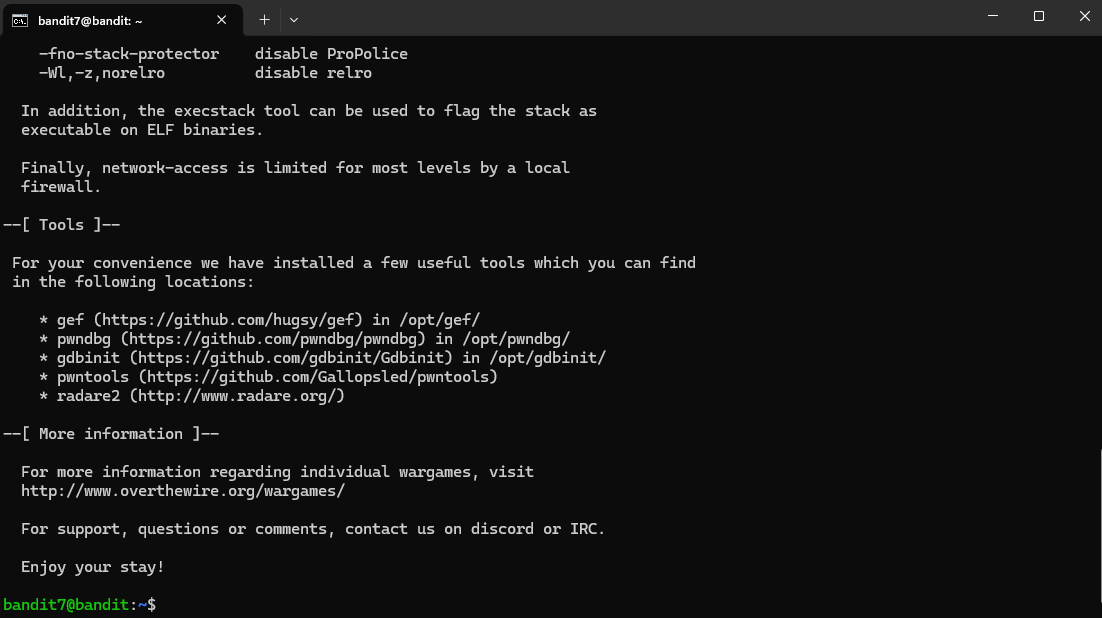 bandit7@bandit: ~
-fno-stack-protector    disable ProPolice
-Wl,-z,norelro          disable relro
In addition, the execstack tool can be used to flag the stack as
executable on ELF binaries.
Finally, network-access is limited for most levels by a local
firewall.
--[ Tools ]--
For your convenience we have installed a few useful tools which you can find
in the following locations:
* gef (https://github.com/hugsy/gef) in /opt/gef/
* pwndbg (https://github.com/pwndbg/pwndbg) in /opt/pwndbg/
* gdbinit (https://github.com/gdbinit/Gdbinit) in /opt/gdbinit/
* pwntools (https://github.com/Gallopsled/pwntools)
* radare2 (http://www.radare.org/)
--[ More information ]--
For more information regarding individual wargames, visit
http://www.overthewire.org/wargames/
For support, questions or comments, contact us on discord or IRC.
Enjoy your stay!
bandit7@bandit:~$